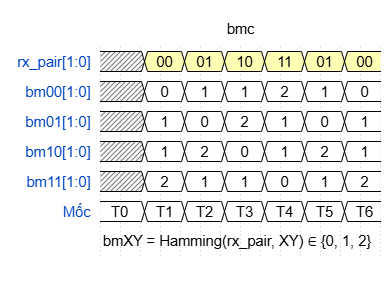 bmc
rx_pair[1:0] 00 01 10 11 01 00
bm00[1:0] 0 1 1 2 1 0
bm01[1:0] 1 0 2 1 0 1
bm10[1:0] 1 2 0 1 2 1
bm11[1:0] 2 1 1 0 1 2
Mốc T0 T1 T2 T3 T4 T5 T6
bmXY = Hamming(rx_pair, XY) ∈ {0, 1, 2}